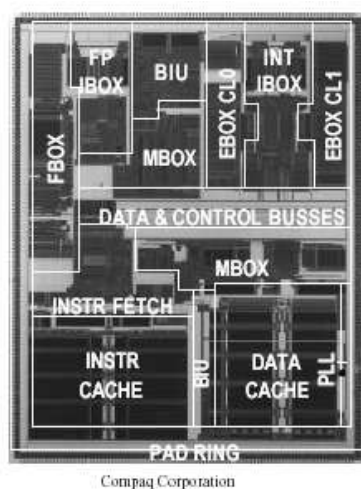 FP IBOX
BIU
EBOX CL0
INT IBOX
EBOX CL1
FBOX
MBOX
DATA & CONTROL BUSSES
MBOX
INSTR FETCH
INSTR CACHE
BIU
DATA CACHE
PLL
PAD RING
Compaq Corporation